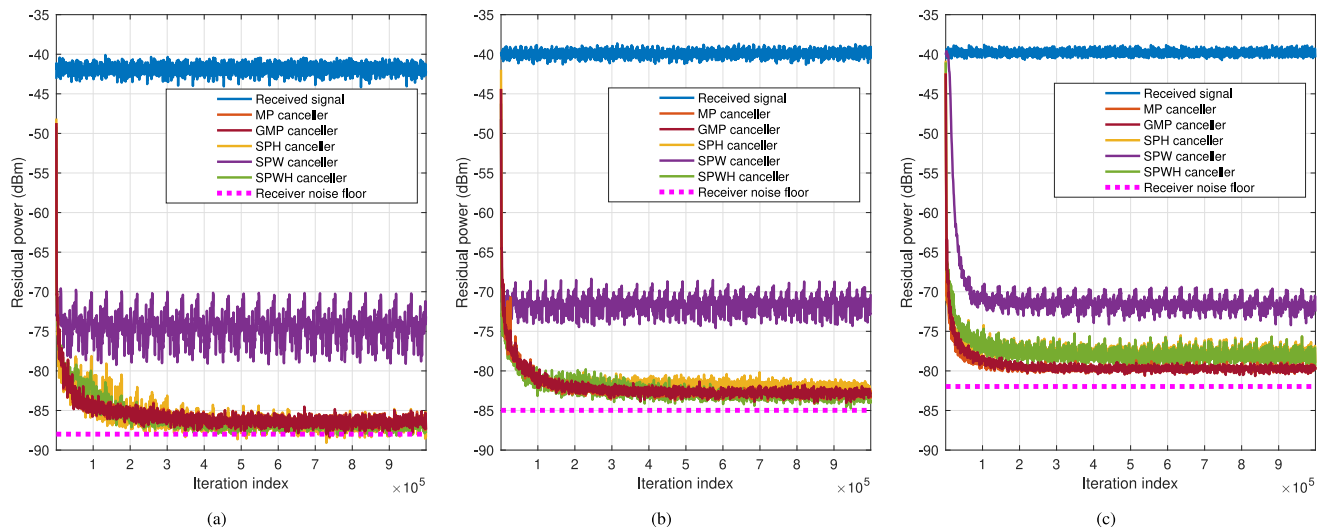 -35
-40
-45
-50
-55
-60
-65
-70
-75
-80
-85
-90
Residual power (dBm)
Received signal
MP canceller
GMP canceller
SPH canceller
SPW canceller
SPWH canceller
Receiver noise floor
1 2 3 4 5 6 7 8 9
Iteration index
×10^5
(a)
-35
-40
-45
-50
-55
-60
-65
-70
-75
-80
-85
-90
Residual power (dBm)
Received signal
MP canceller
GMP canceller
SPH canceller
SPW canceller
SPWH canceller
Receiver noise floor
1 2 3 4 5 6 7 8 9
Iteration index
×10^5
(b)
-35
-40
-45
-50
-55
-60
-65
-70
-75
-80
-85
-90
Residual power (dBm)
Received signal
MP canceller
GMP canceller
SPH canceller
SPW canceller
SPWH canceller
Receiver noise floor
1 2 3 4 5 6 7 8 9
Iteration index
×10^5
(c)